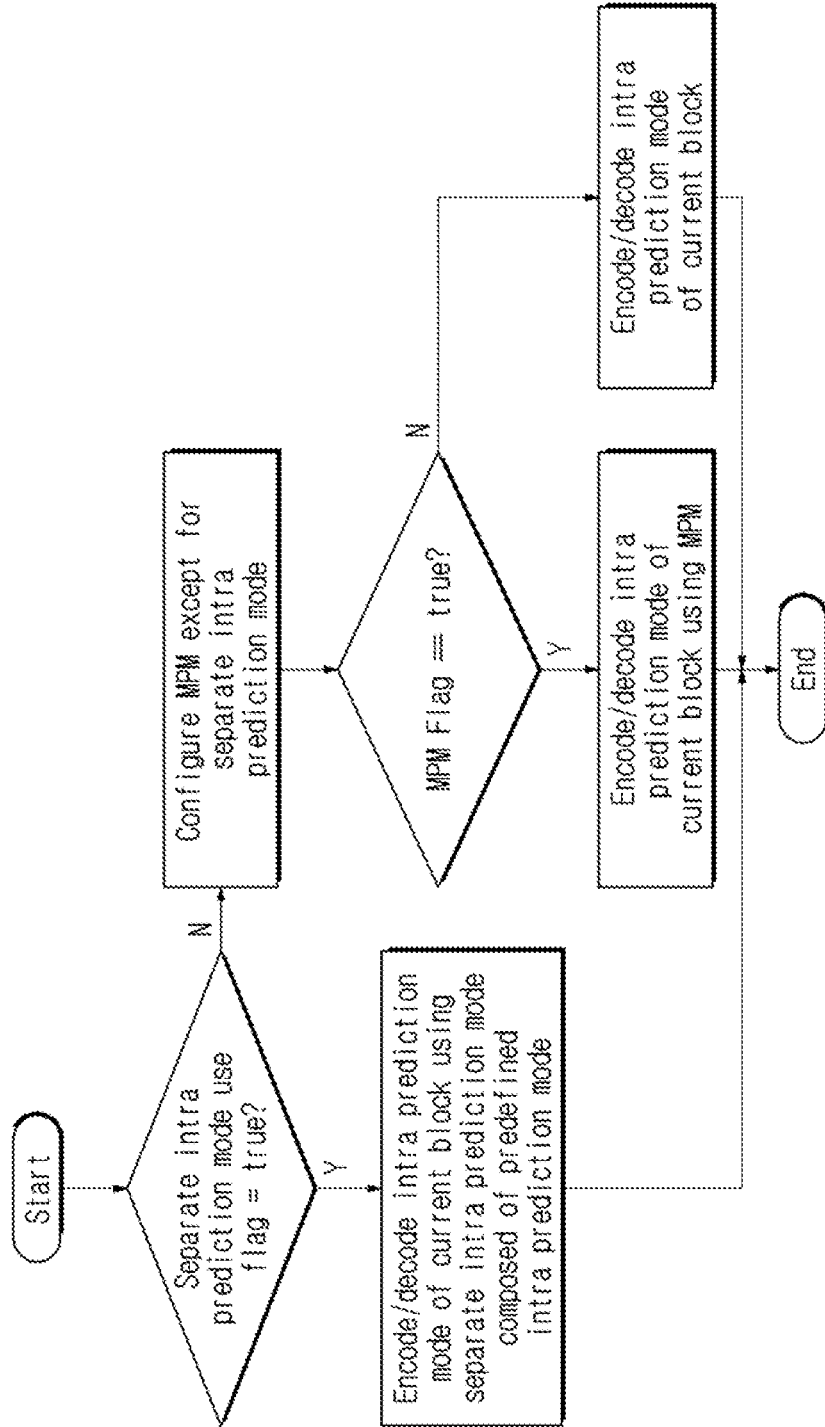 Start
Separate intra
prediction mode use
flag = true?
N
Y
Encode/decode intra prediction
mode of current block using
separate intra prediction mode
composed of predefined
intra prediction mode
Configure MPM except for
separate intra
prediction mode
MPM Flag == true?
N
Y
Encode/decode intra
prediction mode of
current block using MPM
Encode/decode intra
prediction mode
of current block
End